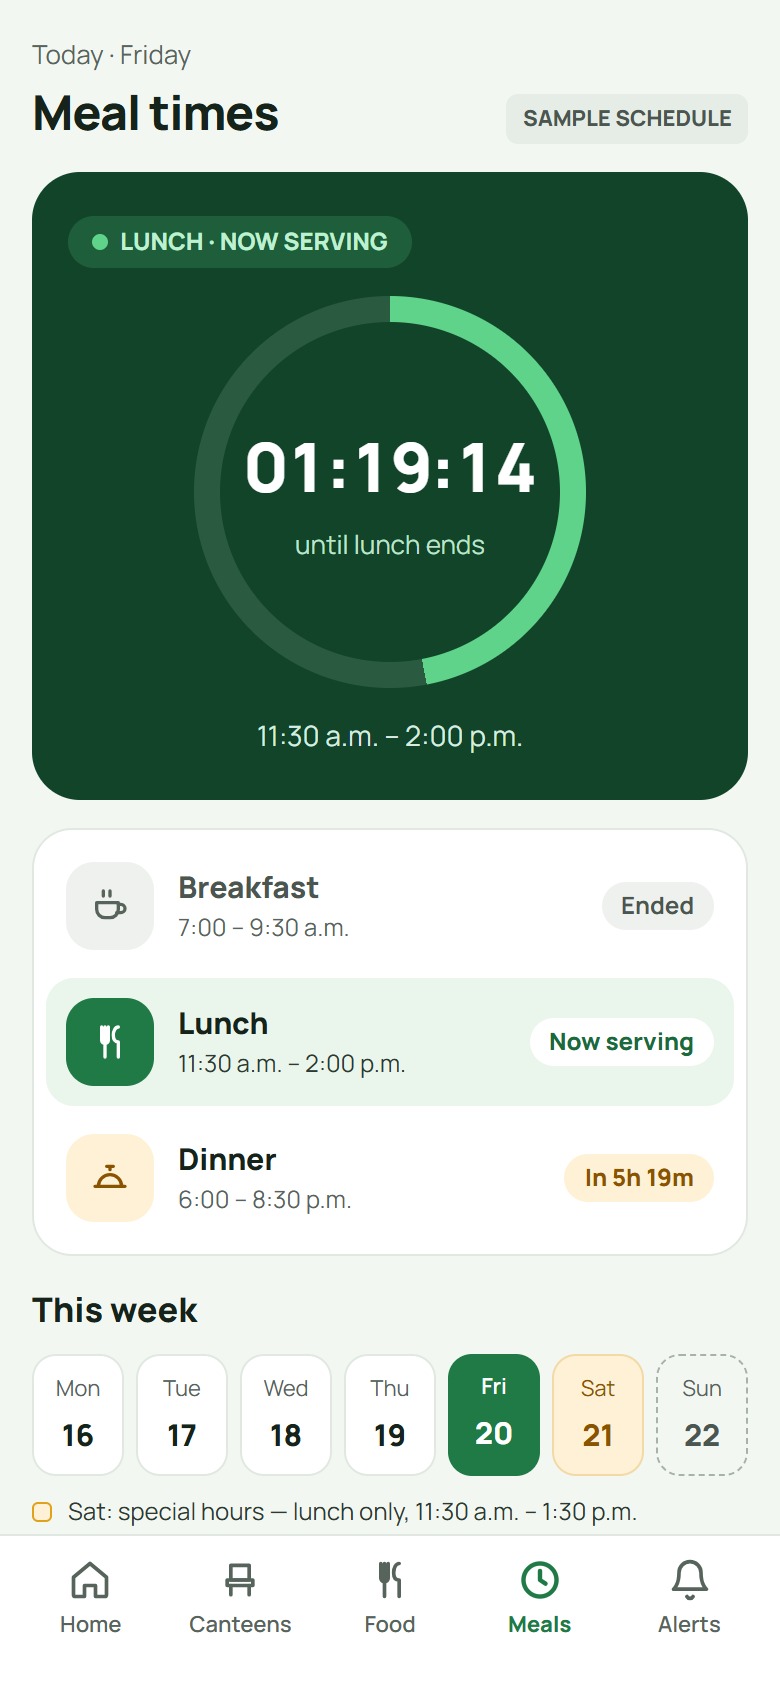 Today · Friday
Meal times
SAMPLE SCHEDULE
LUNCH · NOW SERVING
01:19:14
until lunch ends
11:30 a.m. – 2:00 p.m.
Breakfast
7:00 – 9:30 a.m.
Ended
Lunch
11:30 a.m. – 2:00 p.m.
Now serving
Dinner
6:00 – 8:30 p.m.
In 5h 19m
This week
Mon Tue Wed Thu Fri Sat Sun
16 17 18 19 20 21 22
Sat: special hours — lunch only, 11:30 a.m. – 1:30 p.m.
Home Canteens Food Meals Alerts